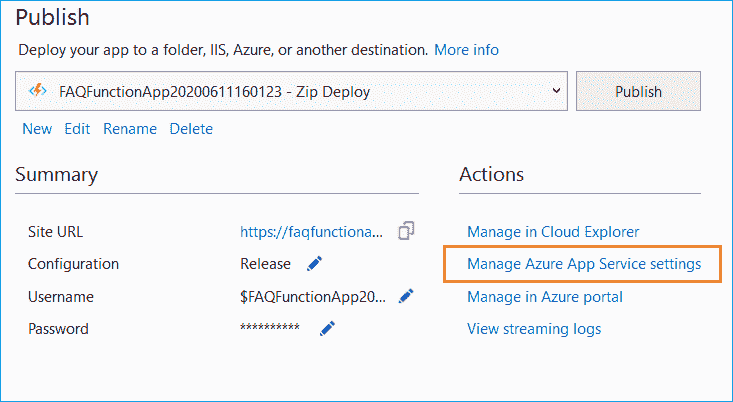 Publish
Deploy your app to a folder, IIS, Azure, or another destination. More info
FAQFunctionApp20200611160123 - Zip Deploy
Publish
New Edit Rename Delete
Summary
Actions
Site URL https://faqfunctiona...
Manage in Cloud Explorer
Configuration Release
Manage Azure App Service settings
Username $FAQFunctionApp20...
Manage in Azure portal
Password **********
View streaming logs